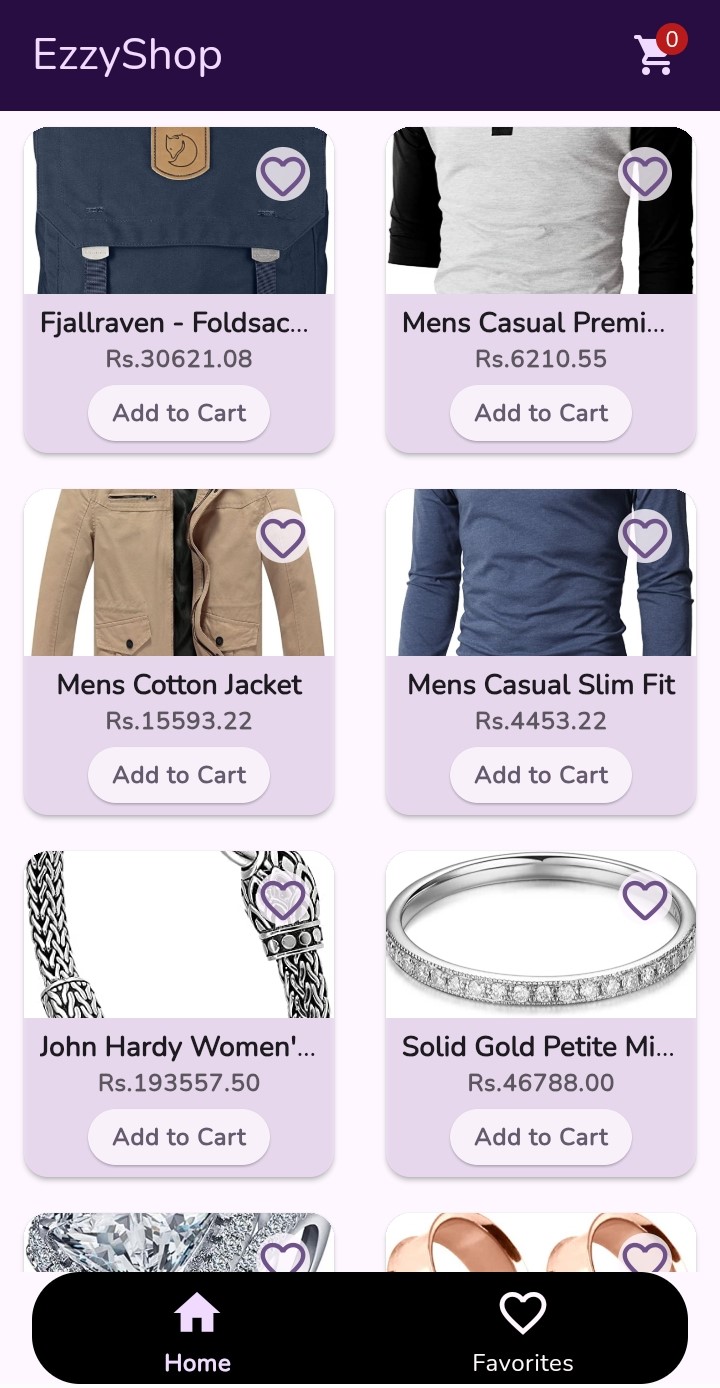 EzzyShop
0
Fjallraven - Foldsac...
Rs.30621.08
Add to Cart
Mens Casual Premi...
Rs.6210.55
Add to Cart
Mens Cotton Jacket
Rs.15593.22
Add to Cart
Mens Casual Slim Fit
Rs.4453.22
Add to Cart
John Hardy Women'...
Rs.193557.50
Add to Cart
Solid Gold Petite Mi...
Rs.46788.00
Add to Cart
Home
Favorites